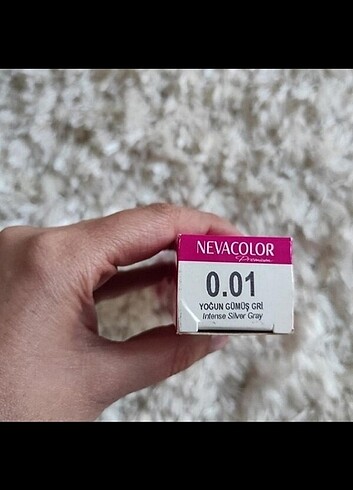 NEVACOLOR
Premium
0.01
YOĞUN GÜMÜŞ GRİ
Intense Silver Gray